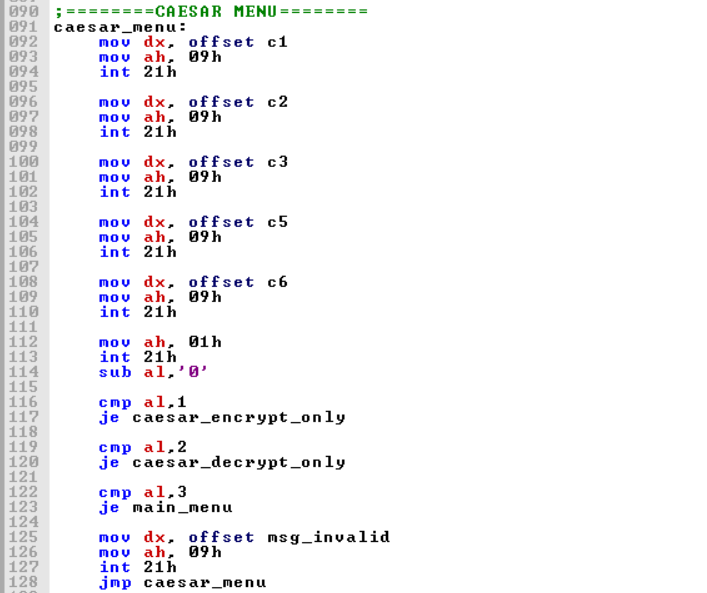 090 ;========CAESAR MENU========
091 caesar_menu:
092     mov dx, offset c1
093     mov ah, 09h
094     int 21h
095
096     mov dx, offset c2
097     mov ah, 09h
098     int 21h
099
100     mov dx, offset c3
101     mov ah, 09h
102     int 21h
103
104     mov dx, offset c5
105     mov ah, 09h
106     int 21h
107
108     mov dx, offset c6
109     mov ah, 09h
110     int 21h
111
112     mov ah, 01h
113     int 21h
114     sub al,'0'
115
116     cmp al,1
117     je caesar_encrypt_only
118
119     cmp al,2
120     je caesar_decrypt_only
121
122     cmp al,3
123     je main_menu
124
125     mov dx, offset msg_invalid
126     mov ah, 09h
127     int 21h
128     jmp caesar_menu